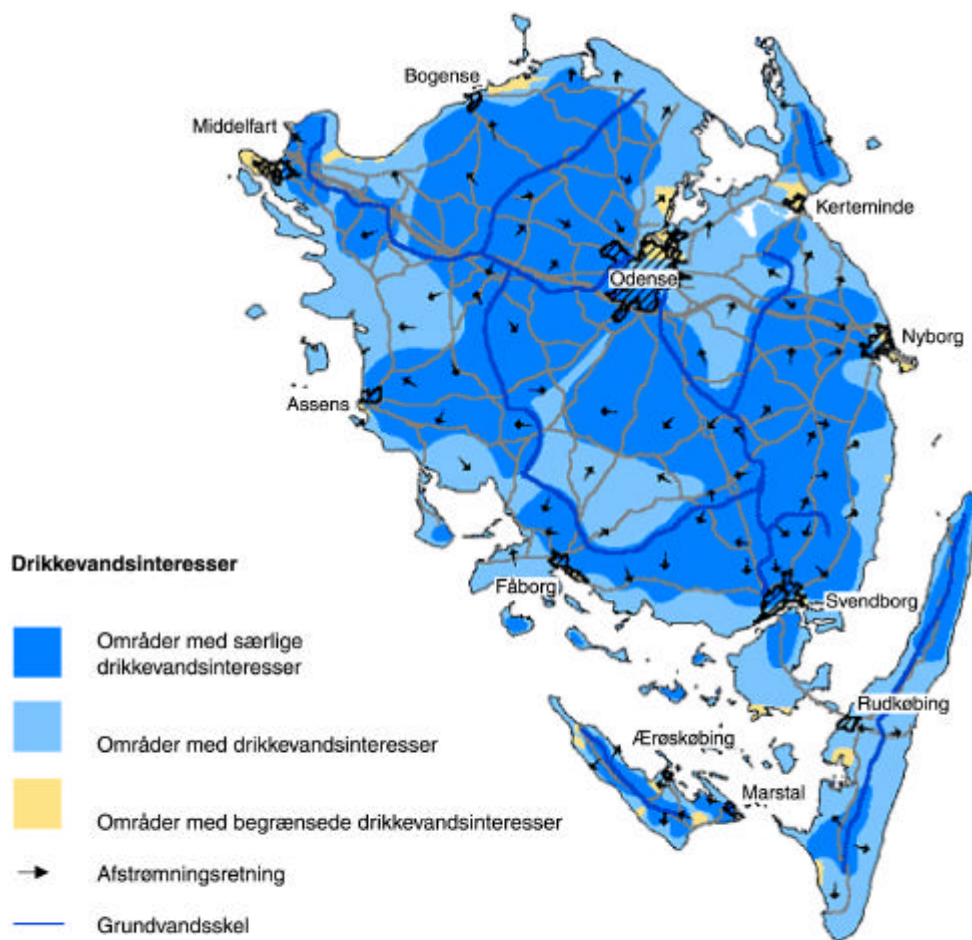 Bogense
Middelfart
Kerteminde
Odense
Nyborg
Assens
Drikkevandsinteresser
Fåborg
Svendborg
Områder med særlige
drikkevandsinteresser
Rudkøbing
Områder med drikkevandsinteresser
Ærøskøbing
Marstal
Områder med begrænsede drikkevandsinteresser
Afstrømningsretning
Grundvandsskel